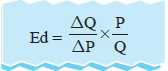 Ed = ΔQ/ΔP × P/Q